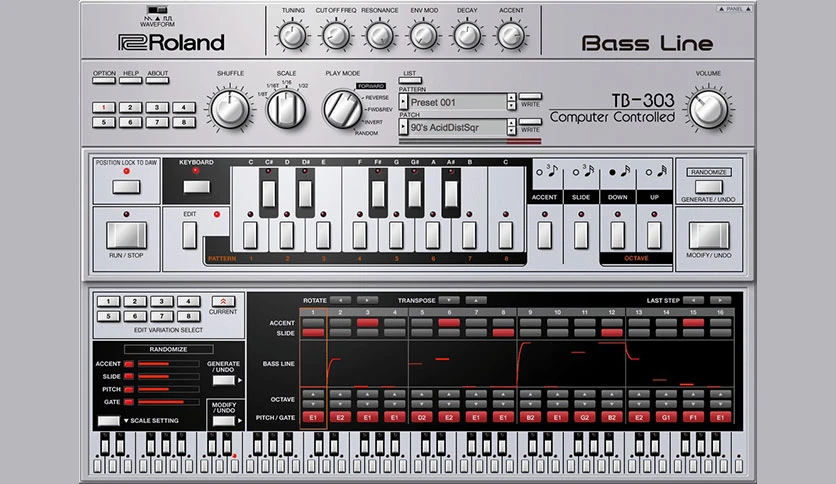 WAVEFORM
Roland
TUNING CUT OFF FREQ RESONANCE ENV MOD DECAY ACCENT
Bass Line
▲ PANEL ▲
OPTION HELP ABOUT
1 2 3 4
5 6 7 8
SHUFFLE
SCALE
1/8T 1/16T 1/16 1/32
PLAY MODE
FORWARD
REVERSE
FWD&REV
INVERT
RANDOM
LIST
PATTERN
Preset 001
WRITE
PATCH
90's AcidDistSqr
WRITE
TB-303
Computer Controlled
VOLUME
POSITION LOCK TO DAW
KEYBOARD
C C# D D# E F F# G G# A A# B C
RUN / STOP
EDIT
PATTERN 1 2 3 4 5 6 7 8
3 3
ACCENT SLIDE DOWN UP
OCTAVE
RANDOMIZE
GENERATE / UNDO
MODIFY/UNDO
1 2 3 4
5 6 7 8
CURRENT
EDIT VARIATION SELECT
RANDOMIZE
ACCENT
SLIDE
PITCH
GATE
GENERATE
/ UNDO
MODIFY
/ UNDO
▼ SCALE SETTING
ROTATE TRANSPOSE LAST STEP
1 2 3 4 5 6 7 8 9 10 11 12 13 14 15 16
ACCENT
SLIDE
BASS LINE
OCTAVE
PITCH / GATE E1 E2 E1 E1 D2 E2 E1 E1 B2 E1 G2 B2 E2 G1 F1 E1